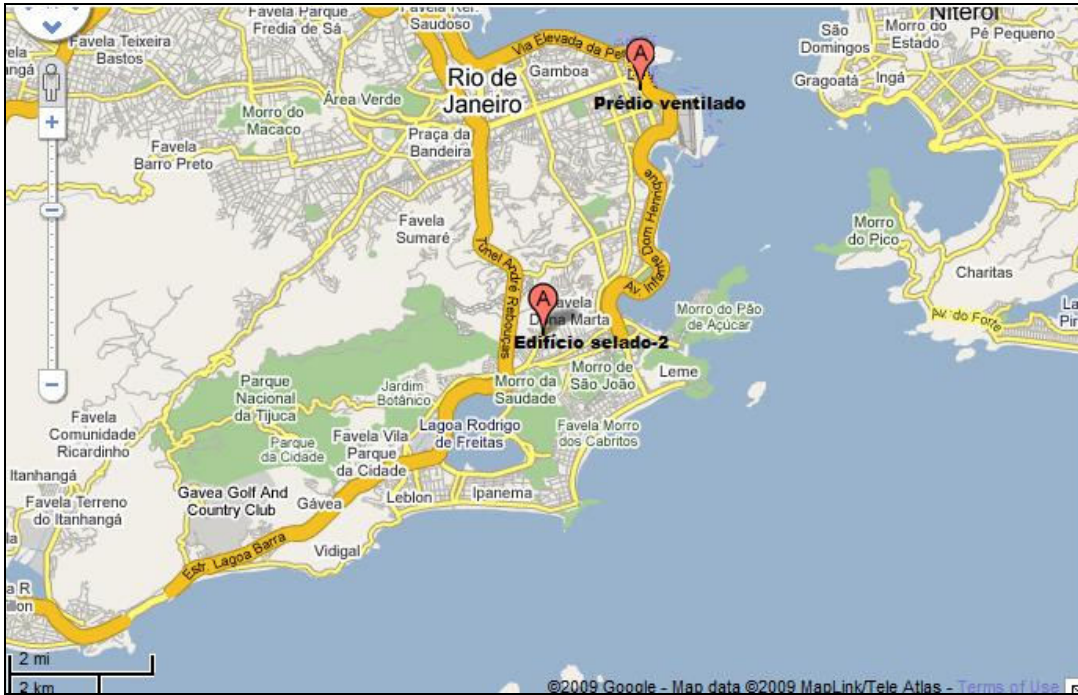 Favela Parque
Fredia de Sá
Favela Ref.
Saudoso
Niterói
São
Domingos
Morro do
Estado
Pé Pequeno
Favela Teixeira
Bastos
Via Elevada da
A
Gamboa
Gragoatá
Ingá
Rio de
Janeiro
Área Verde
Prédio ventilado
Morro do
Macaco
Praça da
Bandeira
Favela
Barro Preto
Favela
Sumaré
Morro
do Pico
Túnel André Rebouças
Av. Infante Dom Henrique
Charitas
A
Favela
Dona Marta
Morro do Pão
de Açúcar
Av. do Forte
Edifício selado-2
Parque
Nacional
da Tijuca
Jardim
Botânico
Morro da
Saudade
Morro de
São João
Leme
Favela
Comunidade
Ricardinho
Parque
da Cidade
Favela Vila
Parque
da Cidade
Lagoa Rodrigo
de Freitas
Favela Morro
dos Cabritos
Itanhangá
Favela Terreno
do Itanhangá
Gavea Golf And
Country Club
Gávea
Leblon
Ipanema
Vidigal
Estr. Lagoa Barra
2 mi
2 km
©2009 Google - Map data ©2009 MapLink/Tele Atlas - Terms of Use